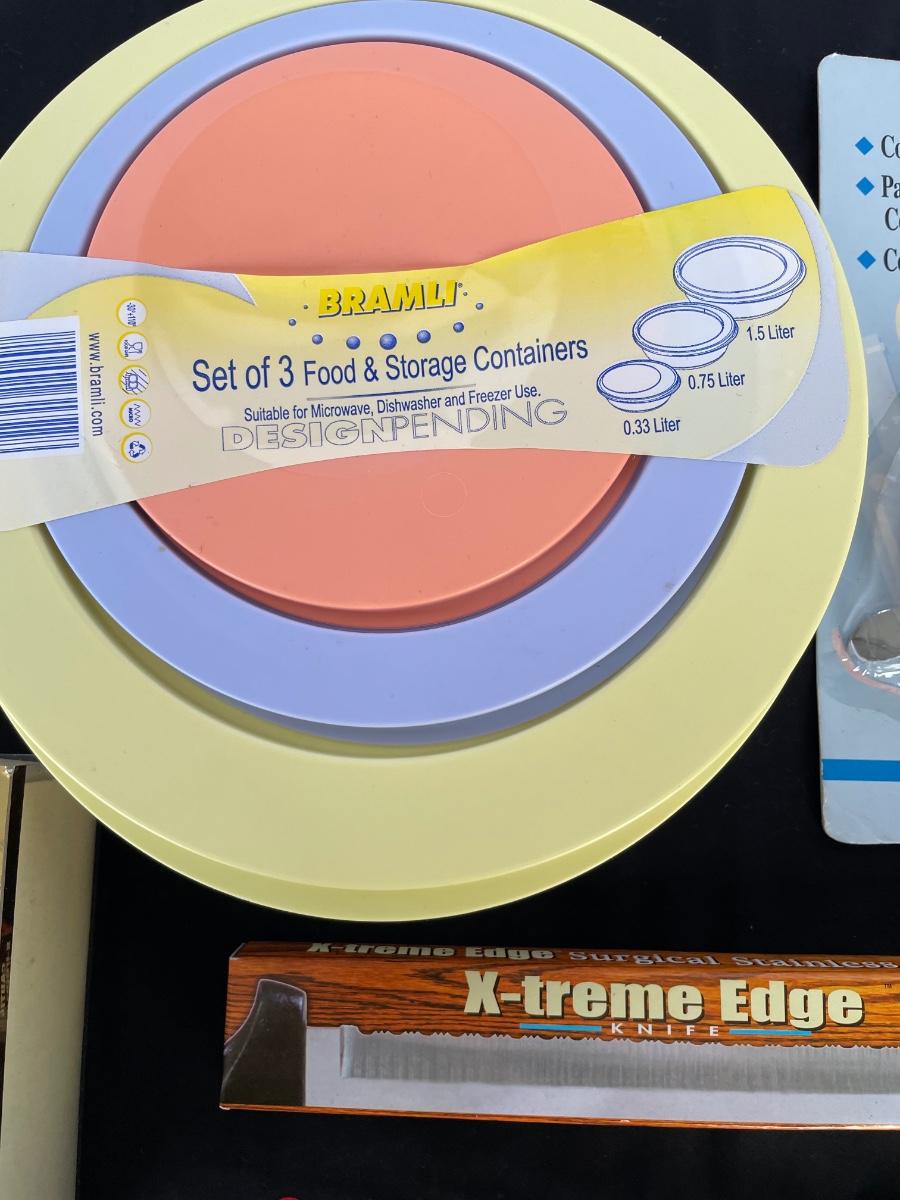 BRAMLI
Set of 3 Food & Storage Containers
Suitable for Microwave, Dishwasher and Freezer Use.
DESIGNPENDING
1.5 Liter
0.75 Liter
0.33 Liter
www.bramli.com
X-treme Edge Surgical Stainless
X-treme Edge™
KNIFE